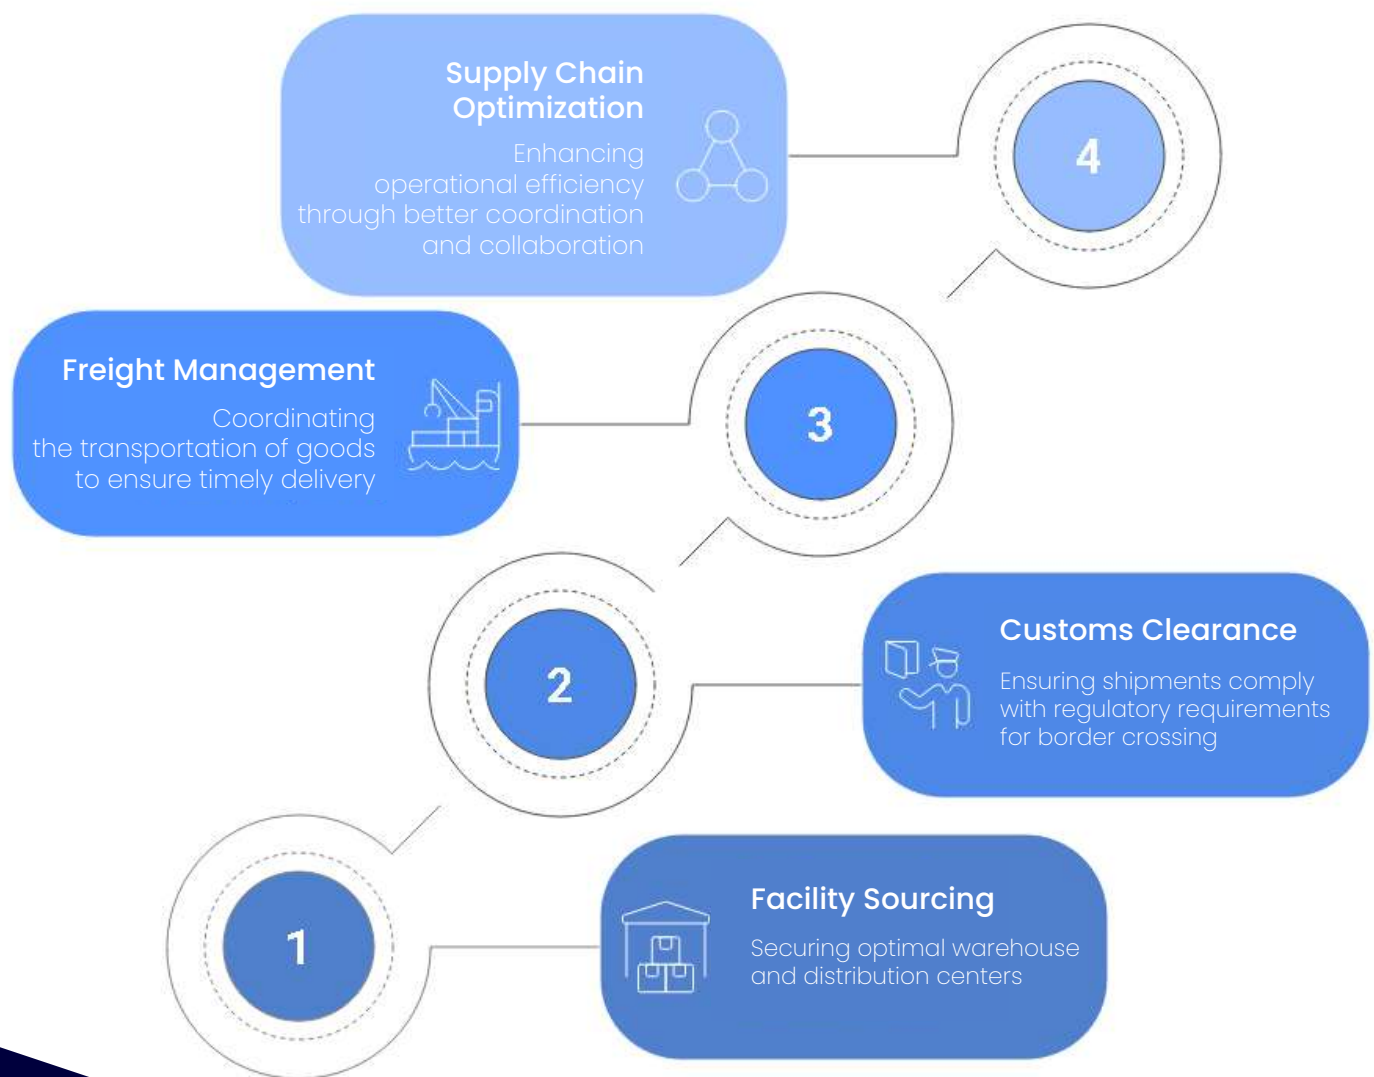 Supply Chain
Optimization
Enhancing
operational efficiency
through better coordination
and collaboration
4
Freight Management
Coordinating
the transportation of goods
to ensure timely delivery
3
2
Customs Clearance
Ensuring shipments comply
with regulatory requirements
for border crossing
1
Facility Sourcing
Securing optimal warehouse
and distribution centers